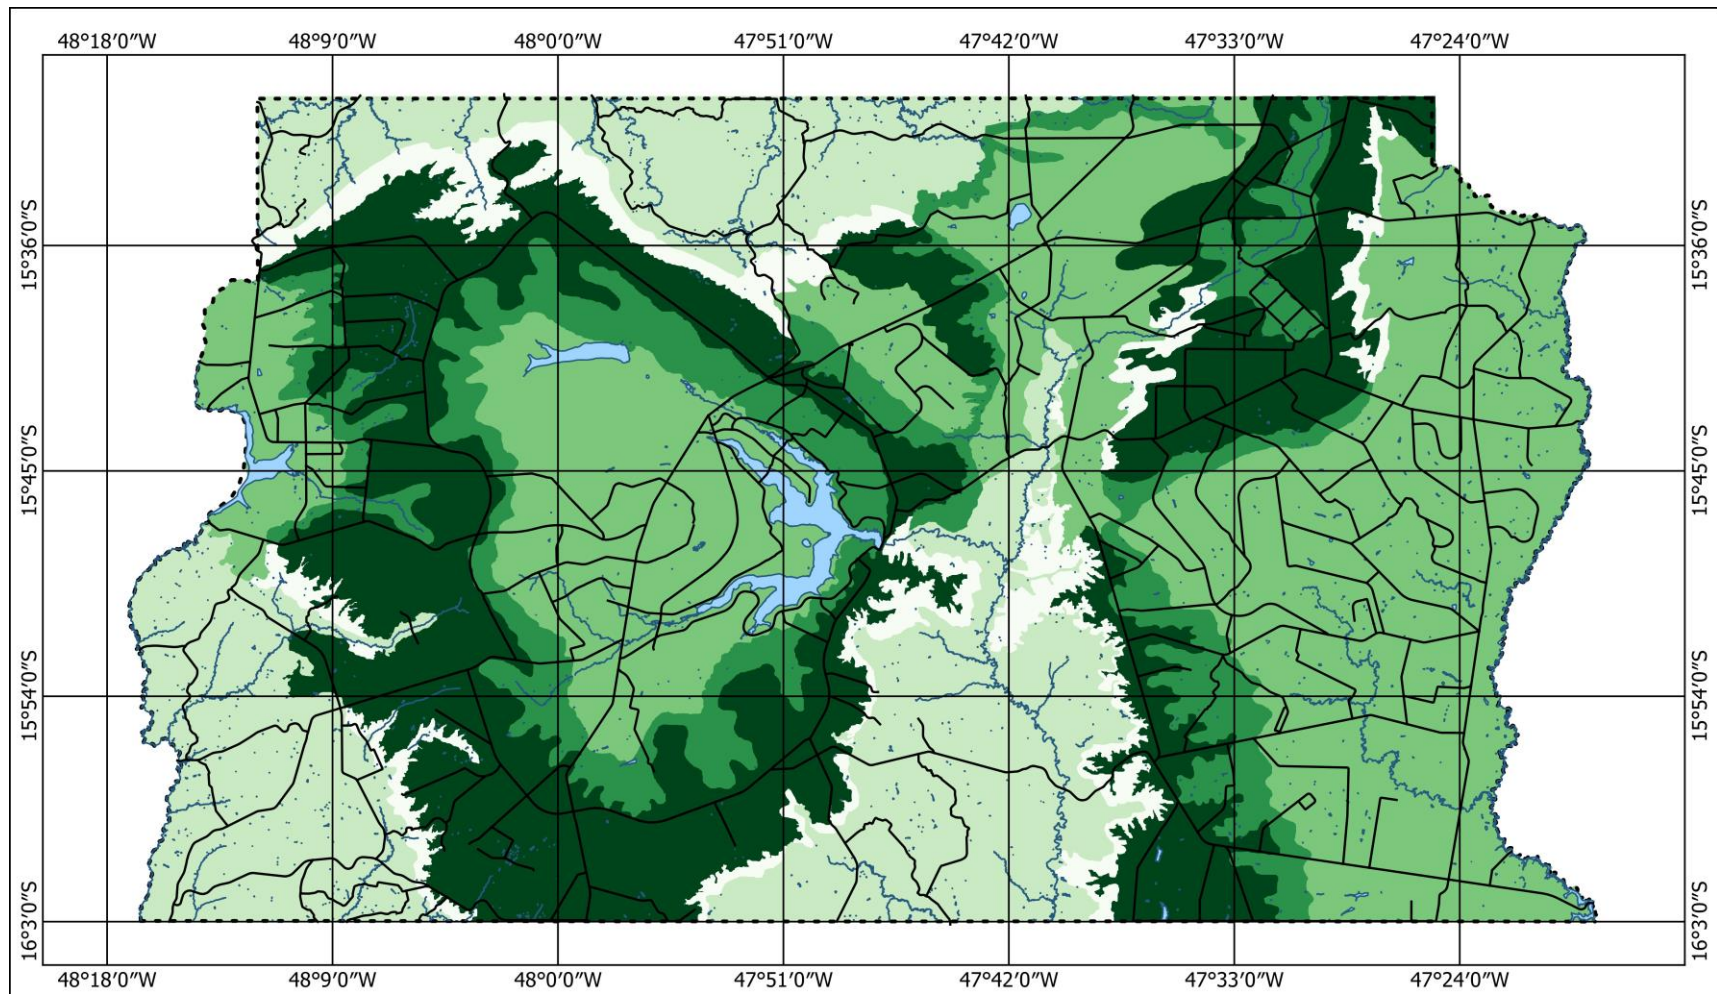 48°18′0″W 48°9′0″W 48°0′0″W 47°51′0″W 47°42′0″W 47°33′0″W 47°24′0″W
15°36′0″S 15°36′0″S
15°45′0″S 15°45′0″S
15°54′0″S 15°54′0″S
16°3′0″S 16°3′0″S
48°18′0″W 48°9′0″W 48°0′0″W 47°51′0″W 47°42′0″W 47°33′0″W 47°24′0″W